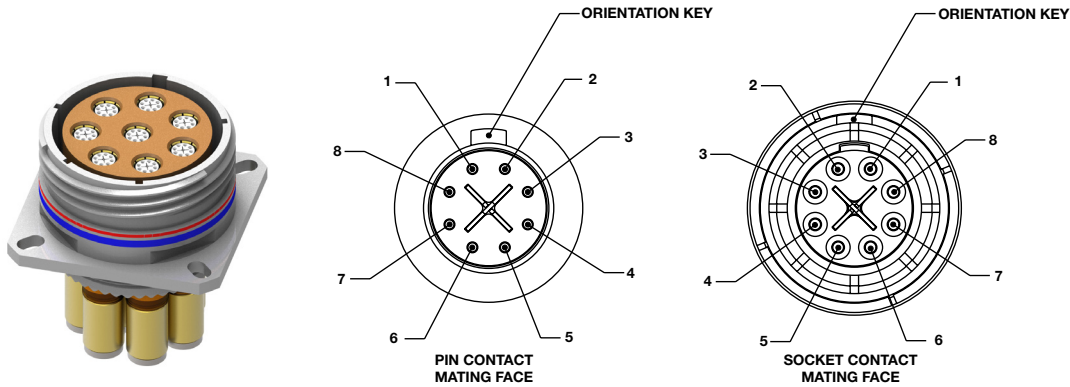 ORIENTATION KEY
1
2
3
8
7
4
6
5
PIN CONTACT
MATING FACE
ORIENTATION KEY
2
1
3
8
4
7
5
6
SOCKET CONTACT
MATING FACE